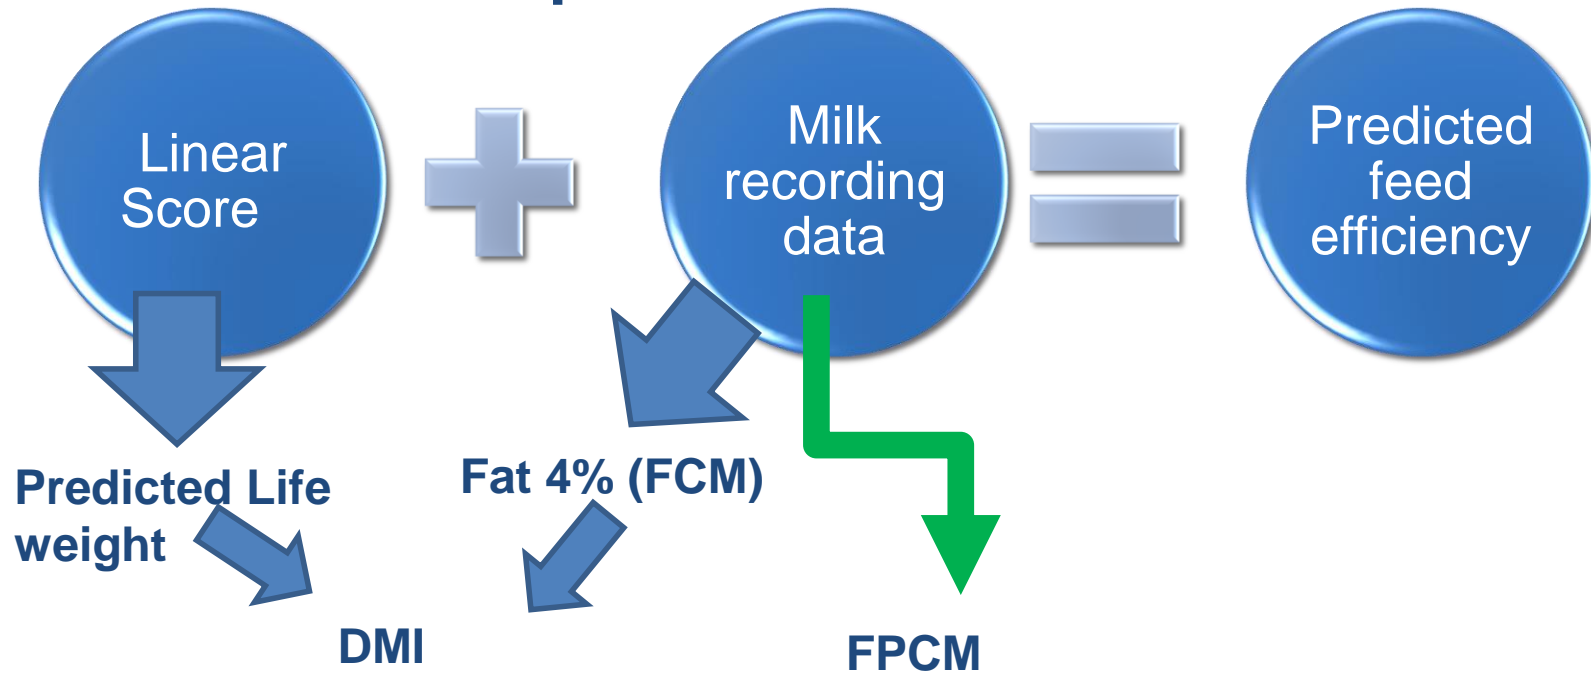 Linear
Score
Milk
recording
data
Predicted
feed
efficiency
Predicted Life
weight
Fat 4% (FCM)
DMI
FPCM